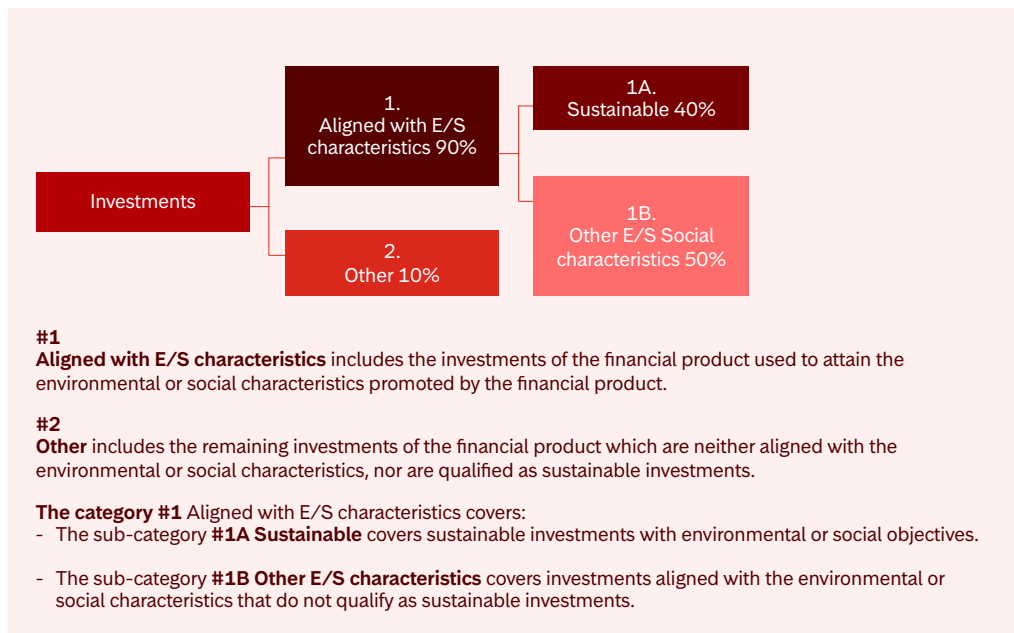 1.
Aligned with E/S
characteristics 90%
1A.
Sustainable 40%
Investments
1B.
Other E/S Social
characteristics 50%
2.
Other 10%
#1
Aligned with E/S characteristics includes the investments of the financial product used to attain the
environmental or social characteristics promoted by the financial product.
#2
Other includes the remaining investments of the financial product which are neither aligned with the
environmental or social characteristics, nor are qualified as sustainable investments.
The category #1 Aligned with E/S characteristics covers:
- The sub-category #1A Sustainable covers sustainable investments with environmental or social objectives.
- The sub-category #1B Other E/S characteristics covers investments aligned with the environmental or
social characteristics that do not qualify as sustainable investments.